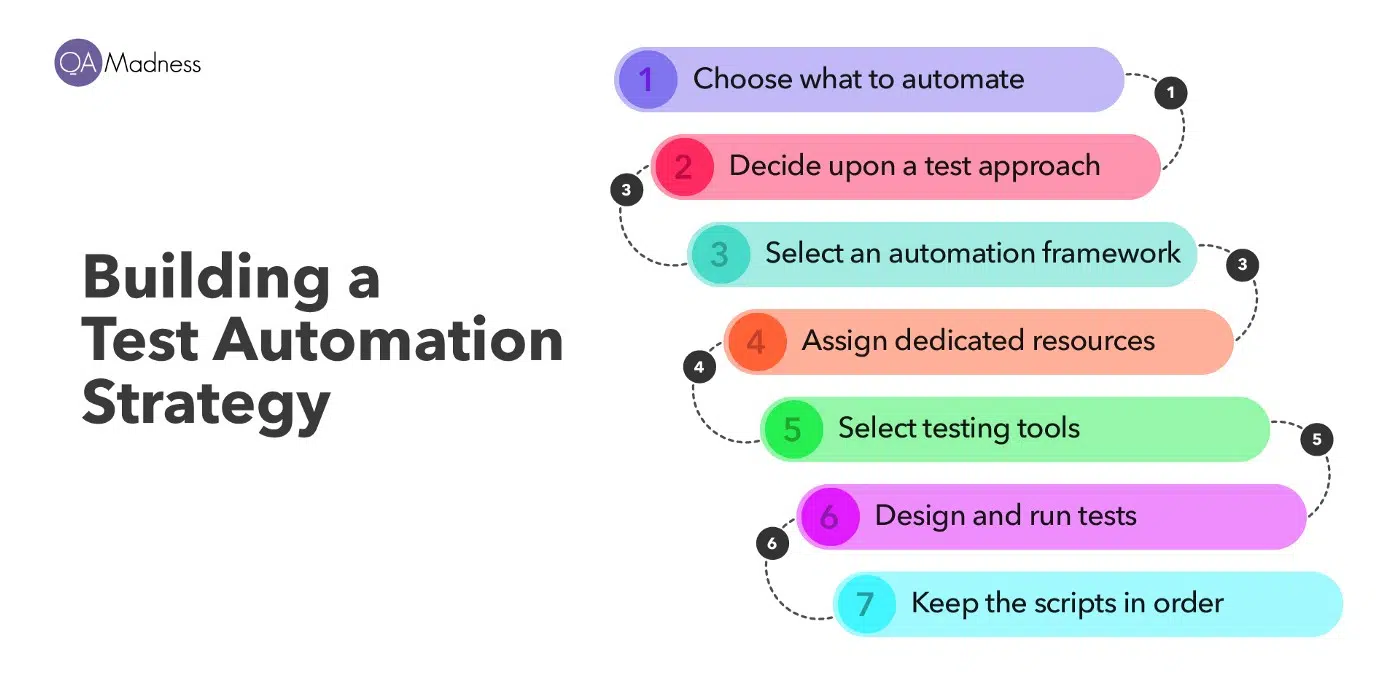 QA Madness
Building a
Test Automation
Strategy
1 Choose what to automate
1
2 Decide upon a test approach
3
3 Select an automation framework
3
4 Assign dedicated resources
4
5 Select testing tools
5
6 Design and run tests
6
7 Keep the scripts in order